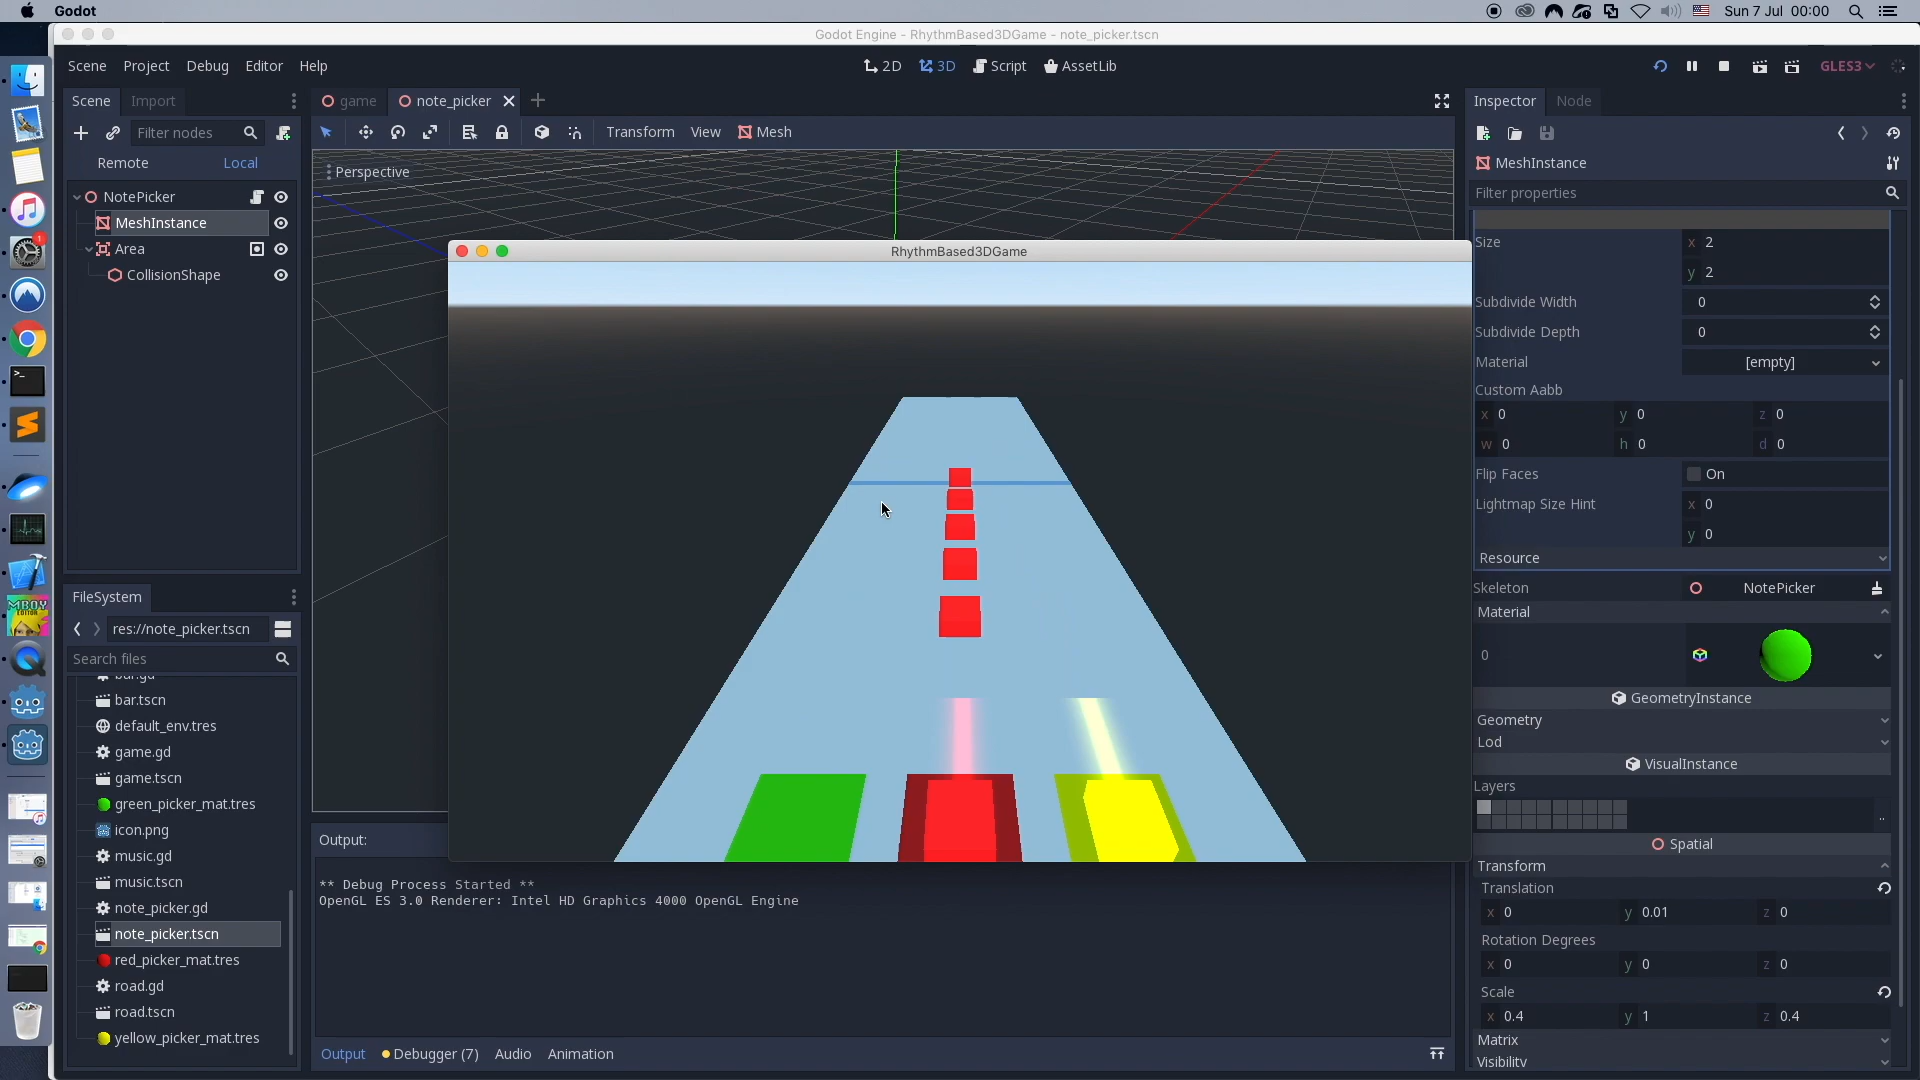 Godot
Sun 7 Jul 00:00
Godot Engine - RhythmBased3DGame - note_picker.tscn
Scene Project Debug Editor Help
2D 3D Script AssetLib
GLES3
Scene Import
game note_picker
Inspector Node
Filter nodes
Transform View Mesh
Remote Local
MeshInstance
Perspective
NotePicker
MeshInstance
Area
CollisionShape
Filter properties
RhythmBased3DGame
Size x 2
y 2
Subdivide Width 0
Subdivide Depth 0
Material [empty]
Custom Aabb
x 0 y 0 z 0
w 0 h 0 d 0
Flip Faces On
Lightmap Size Hint x 0
y 0
Resource
Skeleton NotePicker
Material
0
GeometryInstance
Geometry
Lod
VisualInstance
Layers
..
Spatial
Transform
Translation
x 0 y 0.01 z 0
Rotation Degrees
x 0 y 0 z 0
Scale
x 0.4 y 1 z 0.4
Matrix
Visibility
FileSystem
res://note_picker.tscn
Search files
bar.gd
bar.tscn
default_env.tres
game.gd
game.tscn
green_picker_mat.tres
icon.png
music.gd
music.tscn
note_picker.gd
note_picker.tscn
red_picker_mat.tres
road.gd
road.tscn
yellow_picker_mat.tres
Output:
** Debug Process Started **
OpenGL ES 3.0 Renderer: Intel HD Graphics 4000 OpenGL Engine
Output Debugger (7) Audio Animation
MBOY
EDITOR
1